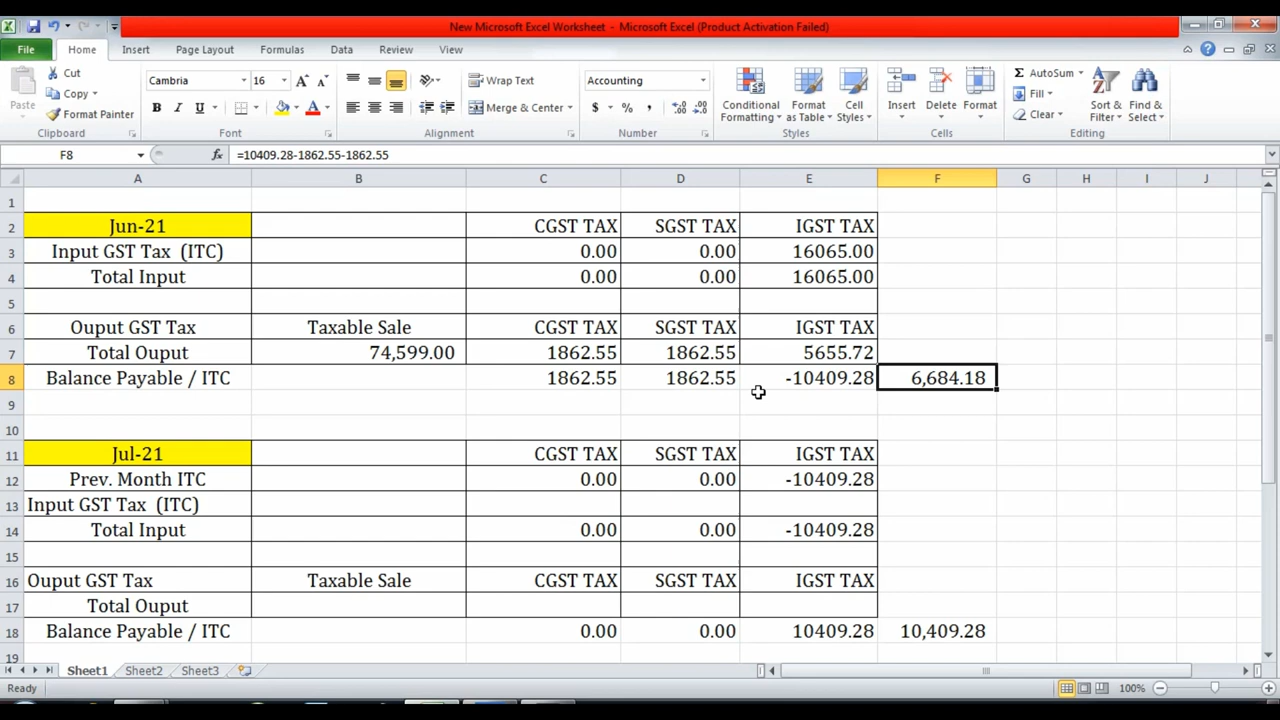 New Microsoft Excel Worksheet - Microsoft Excel (Product Activation Failed)
File Home Insert Page Layout Formulas Data Review View
Paste Cut Copy Format Painter Clipboard
Cambria 16 B I U A Font
Wrap Text Merge & Center Alignment
Accounting $ % , Number
Conditional Formatting Format as Table Cell Styles Styles
Insert Delete Format Cells
Σ AutoSum Fill Clear Sort & Filter Find & Select Editing
F8 fx =10409.28-1862.55-1862.55
A B C D E F G H I J
1
2 Jun-21 CGST TAX SGST TAX IGST TAX
3 Input GST Tax (ITC) 0.00 0.00 16065.00
4 Total Input 0.00 0.00 16065.00
5
6 Ouput GST Tax Taxable Sale CGST TAX SGST TAX IGST TAX
7 Total Ouput 74,599.00 1862.55 1862.55 5655.72
8 Balance Payable / ITC 1862.55 1862.55 -10409.28 6,684.18
9
10
11 Jul-21 CGST TAX SGST TAX IGST TAX
12 Prev. Month ITC 0.00 0.00 -10409.28
13 Input GST Tax (ITC)
14 Total Input 0.00 0.00 -10409.28
15
16 Ouput GST Tax Taxable Sale CGST TAX SGST TAX IGST TAX
17 Total Ouput
18 Balance Payable / ITC 0.00 0.00 10409.28 10,409.28
19
Sheet1 Sheet2 Sheet3
Ready 100%